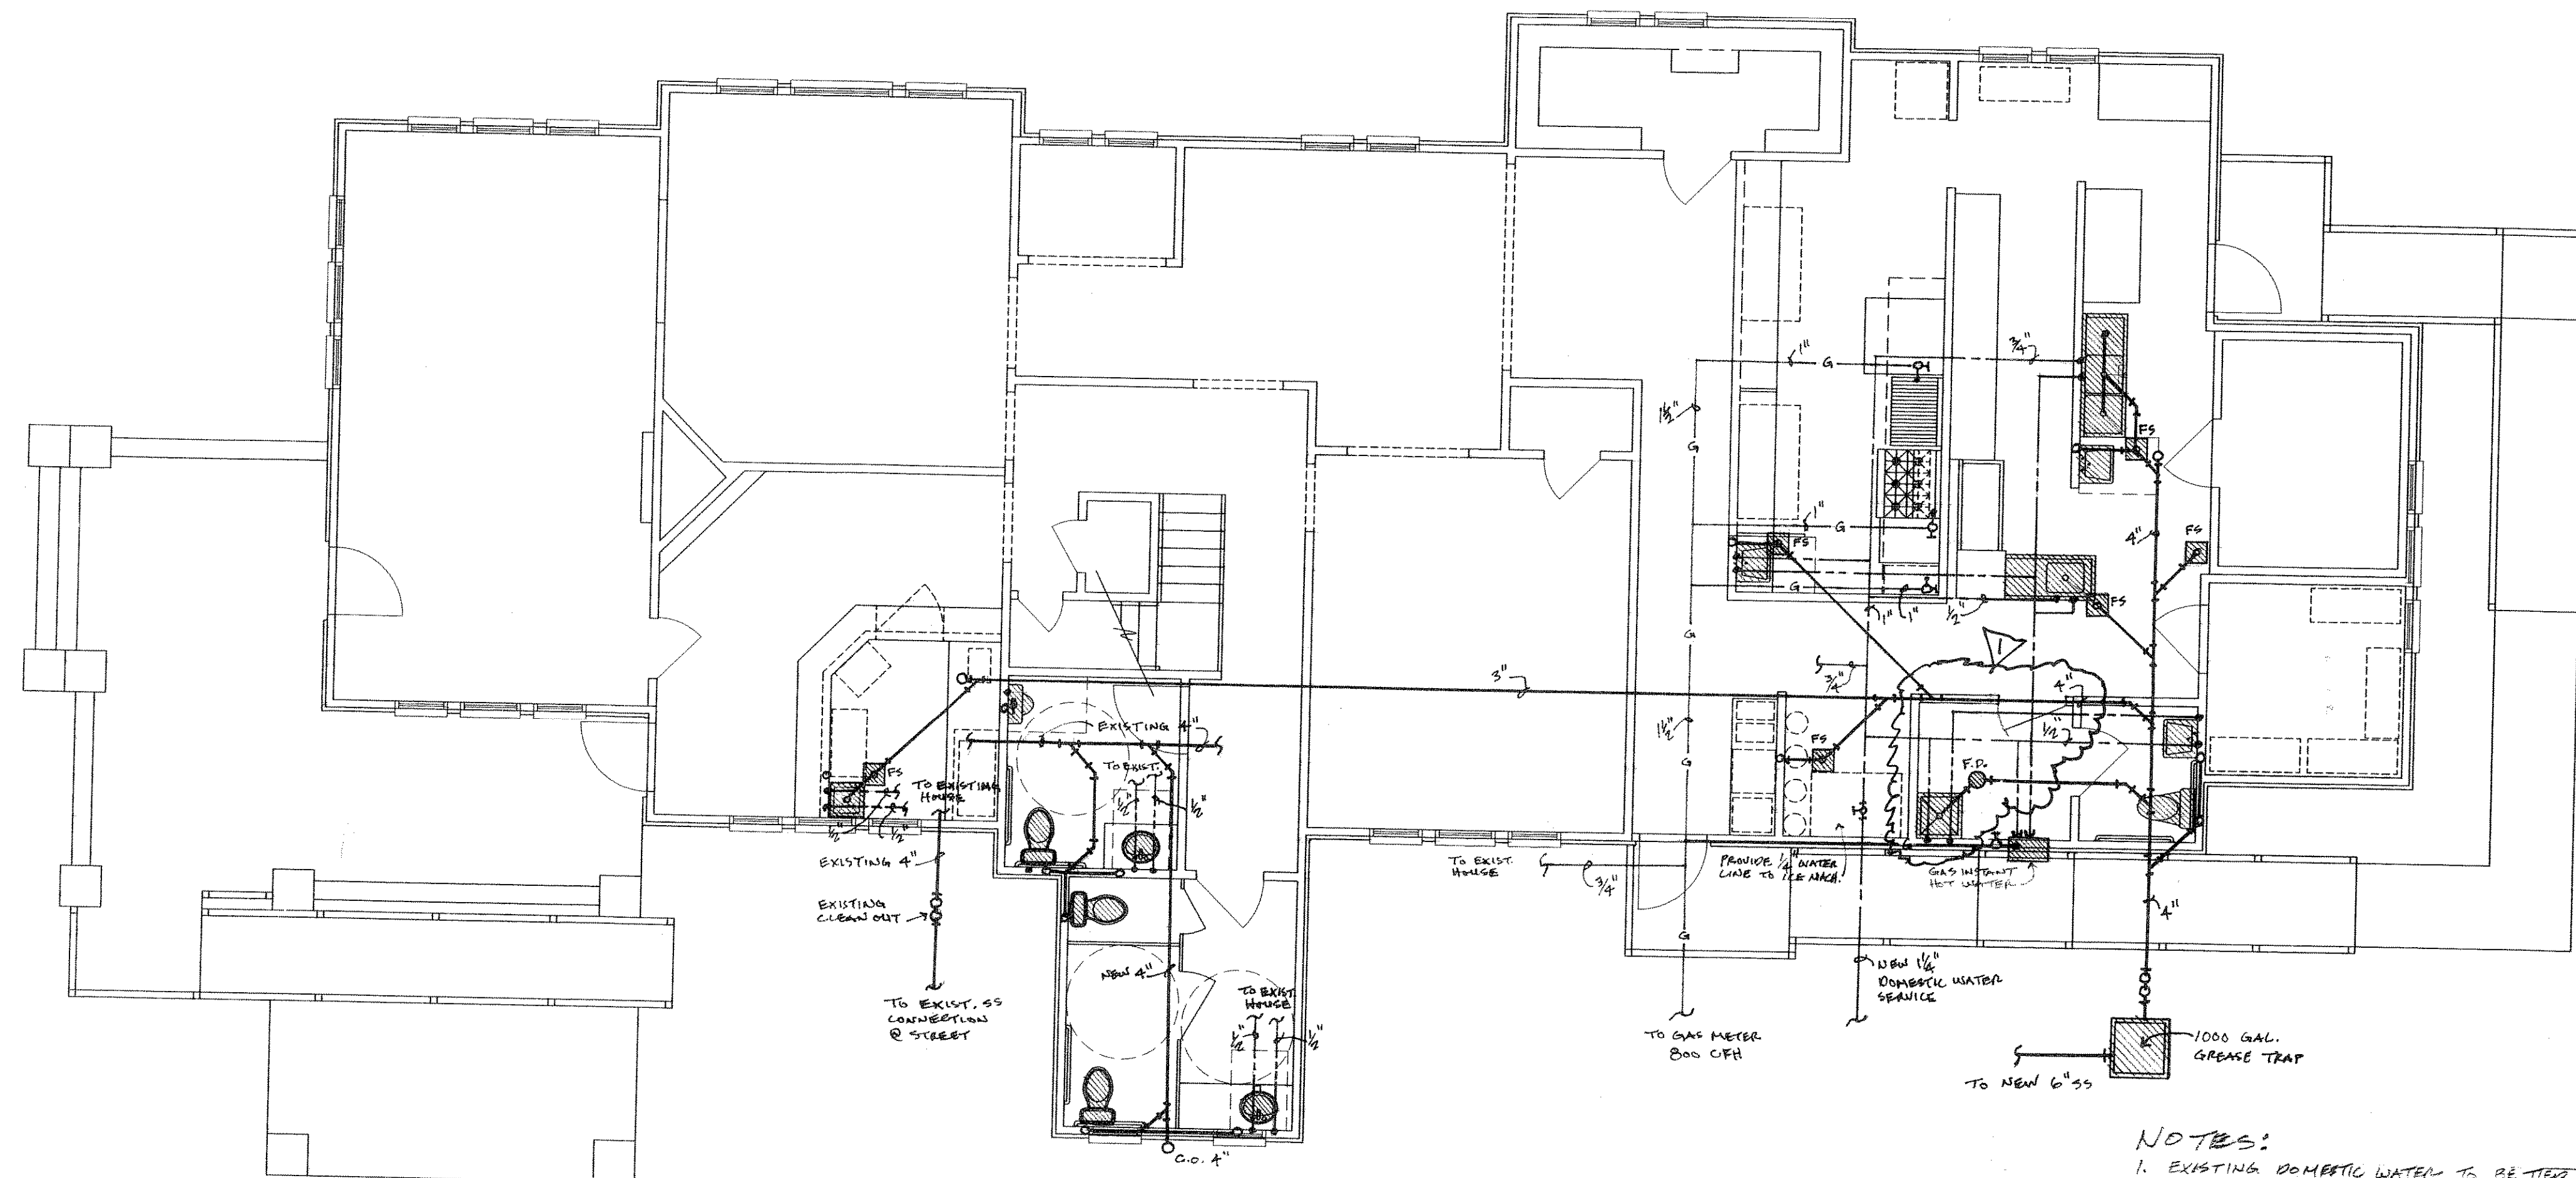 1"
G
3/4"
1½"
G
FS
1"
G
FS
4"
FS
G
1"
1"
½"
FS
G
1
3"
3/4"
4"
EXISTING 4"
1½"
½"
FS
TO EXIST.
G
F.D.
FS
TO EXISTING
HOUSE
½"
½"
½"
½"
EXISTING 4"
TO EXIST.
HOUSE
3/4"
PROVIDE ¼" WATER
LINE TO ICE MACH.
GAS INSTANT
HOT WATER
EXISTING
CLEAN OUT
4"
G
NEW 4"
NEW 1¼"
DOMESTIC WATER
SERVICE
TO EXIST.
HOUSE
TO EXIST. SS
CONNECTION
@ STREET
½"
½"
TO GAS METER
800 CFH
1000 GAL.
GREASE TRAP
TO NEW 6" SS
C.O. 4"
NOTES:
1. EXISTING DOMESTIC WATER TO BE TIED